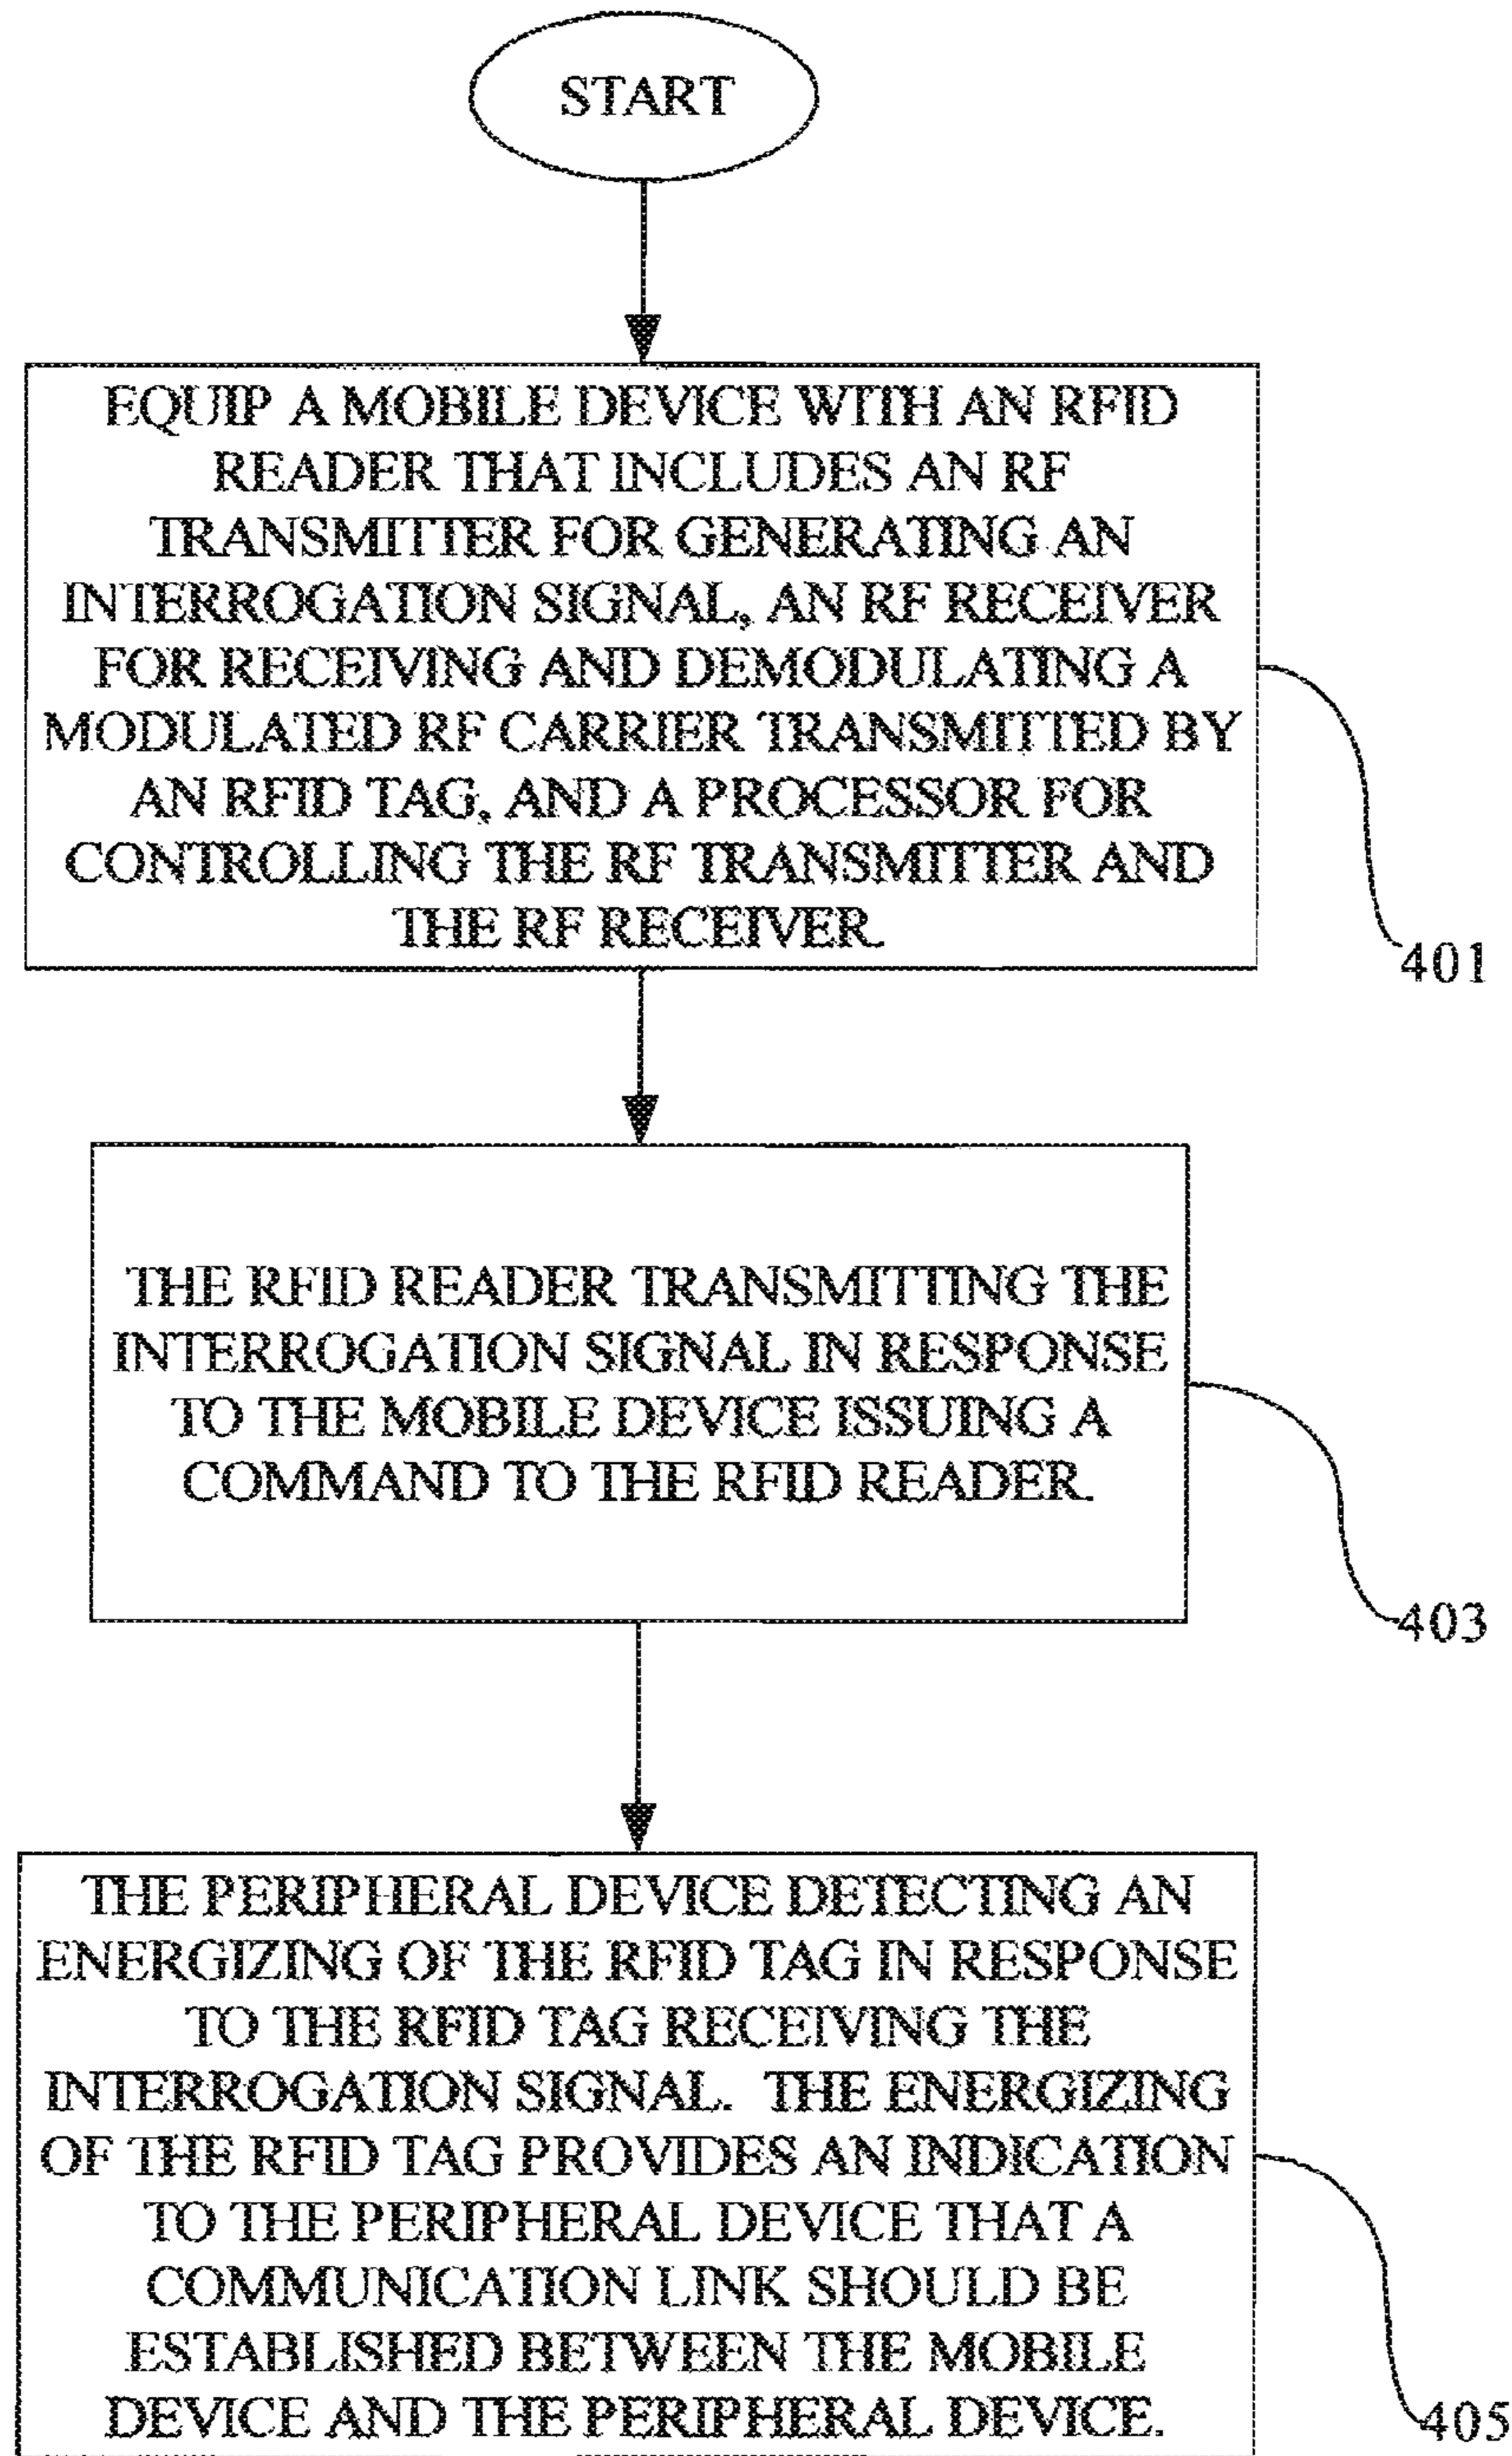 START
EQUIP A MOBILE DEVICE WITH AN RFID
READER THAT INCLUDES AN RF
TRANSMITTER FOR GENERATING AN
INTERROGATION SIGNAL, AN RF RECEIVER
FOR RECEIVING AND DEMODULATING A
MODULATED RF CARRIER TRANSMITTED BY
AN RFID TAG, AND A PROCESSOR FOR
CONTROLLING THE RF TRANSMITTER AND
THE RF RECEIVER.
401
THE RFID READER TRANSMITTING THE
INTERROGATION SIGNAL IN RESPONSE
TO THE MOBILE DEVICE ISSUING A
COMMAND TO THE RFID READER.
403
THE PERIPHERAL DEVICE DETECTING AN
ENERGIZING OF THE RFID TAG IN RESPONSE
TO THE RFID TAG RECEIVING THE
INTERROGATION SIGNAL. THE ENERGIZING
OF THE RFID TAG PROVIDES AN INDICATION
TO THE PERIPHERAL DEVICE THAT A
COMMUNICATION LINK SHOULD BE
ESTABLISHED BETWEEN THE MOBILE
DEVICE AND THE PERIPHERAL DEVICE.
405